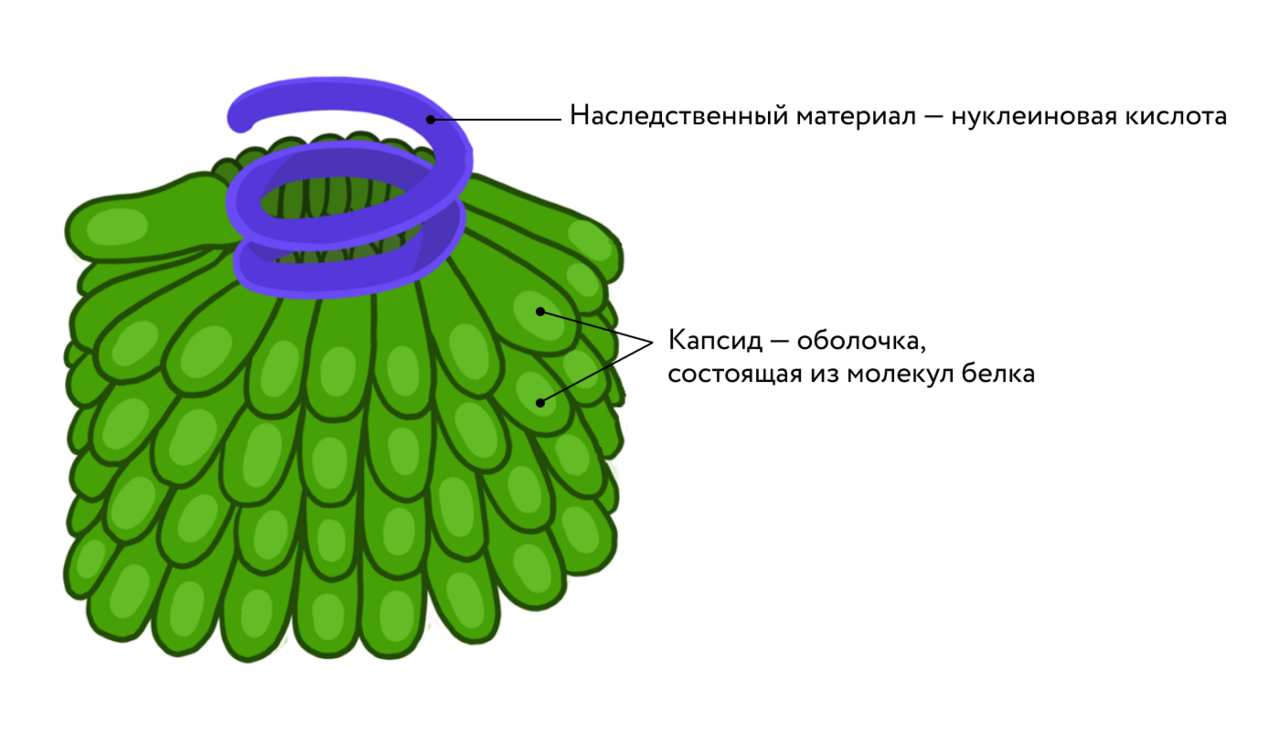 Наследственный материал — нуклеиновая кислота
Капсид — оболочка,
состоящая из молекул белка